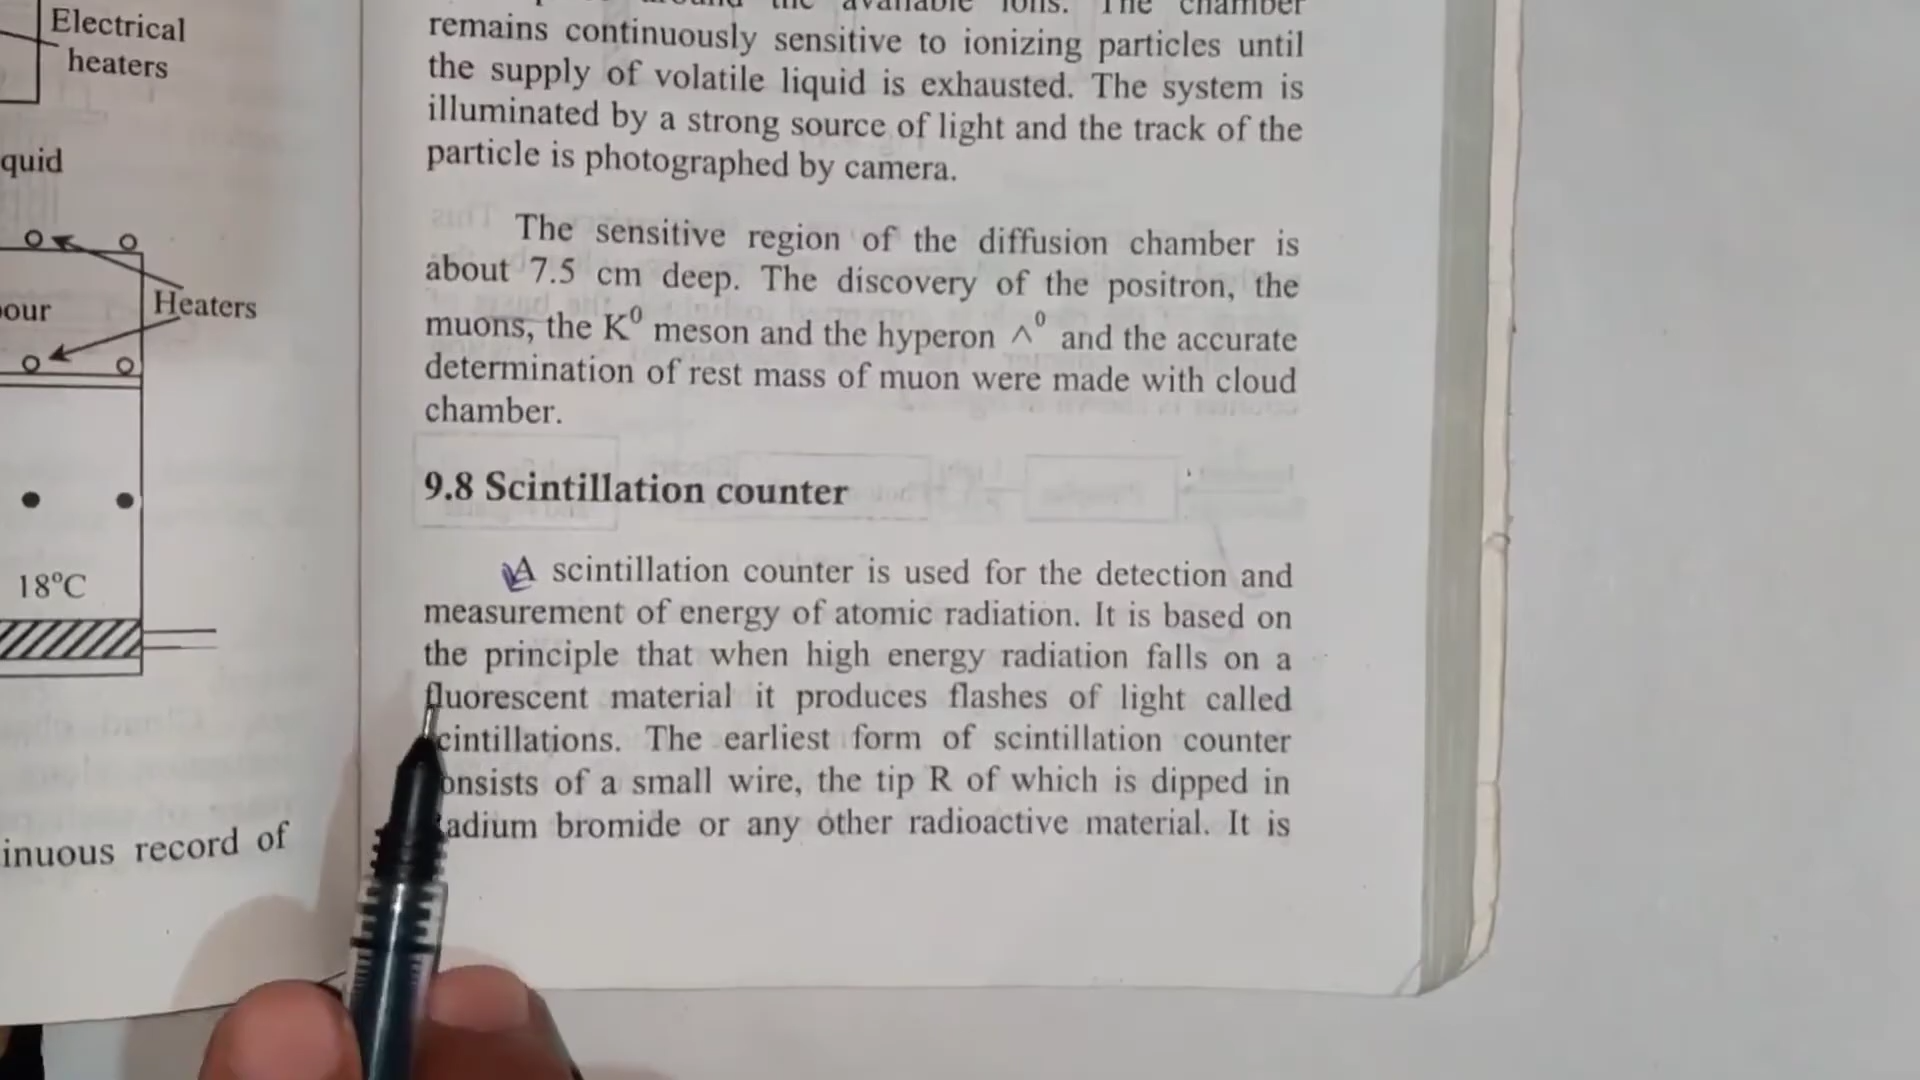 Electrical
heaters
quid
Heaters
18°C
inuous record of
the available ions. The chamber
remains continuously sensitive to ionizing particles until
the supply of volatile liquid is exhausted. The system is
illuminated by a strong source of light and the track of the
particle is photographed by camera.
The sensitive region of the diffusion chamber is
about 7.5 cm deep. The discovery of the positron, the
muons, the K⁰ meson and the hyperon ^⁰ and the accurate
determination of rest mass of muon were made with cloud
chamber.
9.8 Scintillation counter
A scintillation counter is used for the detection and
measurement of energy of atomic radiation. It is based on
the principle that when high energy radiation falls on a
fluorescent material it produces flashes of light called
cintillations. The earliest form of scintillation counter
onsists of a small wire, the tip R of which is dipped in
adium bromide or any other radioactive material. It is